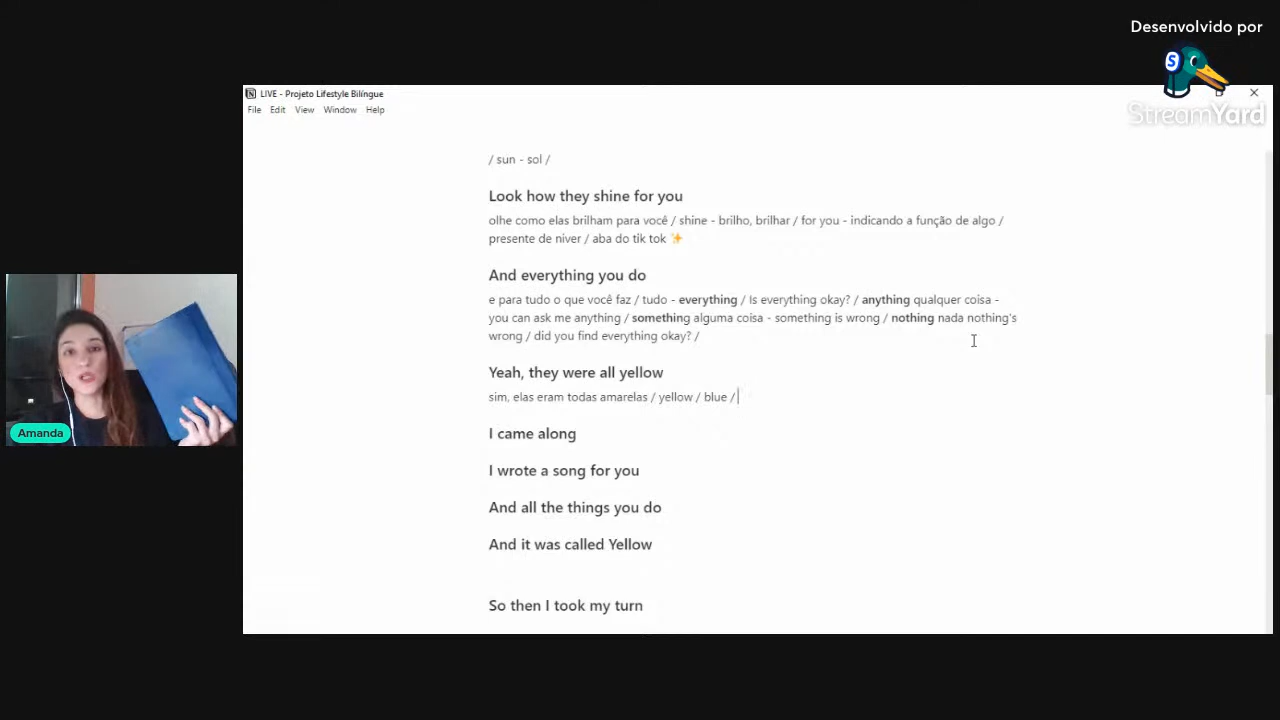 Desenvolvido por
S
StreamYard
LIVE - Projeto Lifestyle Bilíngue
File Edit View Window Help
/ sun - sol /
Look how they shine for you
olhe como elas brilham para você / shine - brilho, brilhar / for you - indicando a função de algo /
presente de niver / aba do tik tok ✨
And everything you do
e para tudo o que você faz / tudo - everything / Is everything okay? / anything qualquer coisa -
you can ask me anything / something alguma coisa - something is wrong / nothing nada nothing's
wrong / did you find everything okay? /
Yeah, they were all yellow
sim, elas eram todas amarelas / yellow / blue /
I came along
I wrote a song for you
And all the things you do
And it was called Yellow
So then I took my turn
Amanda